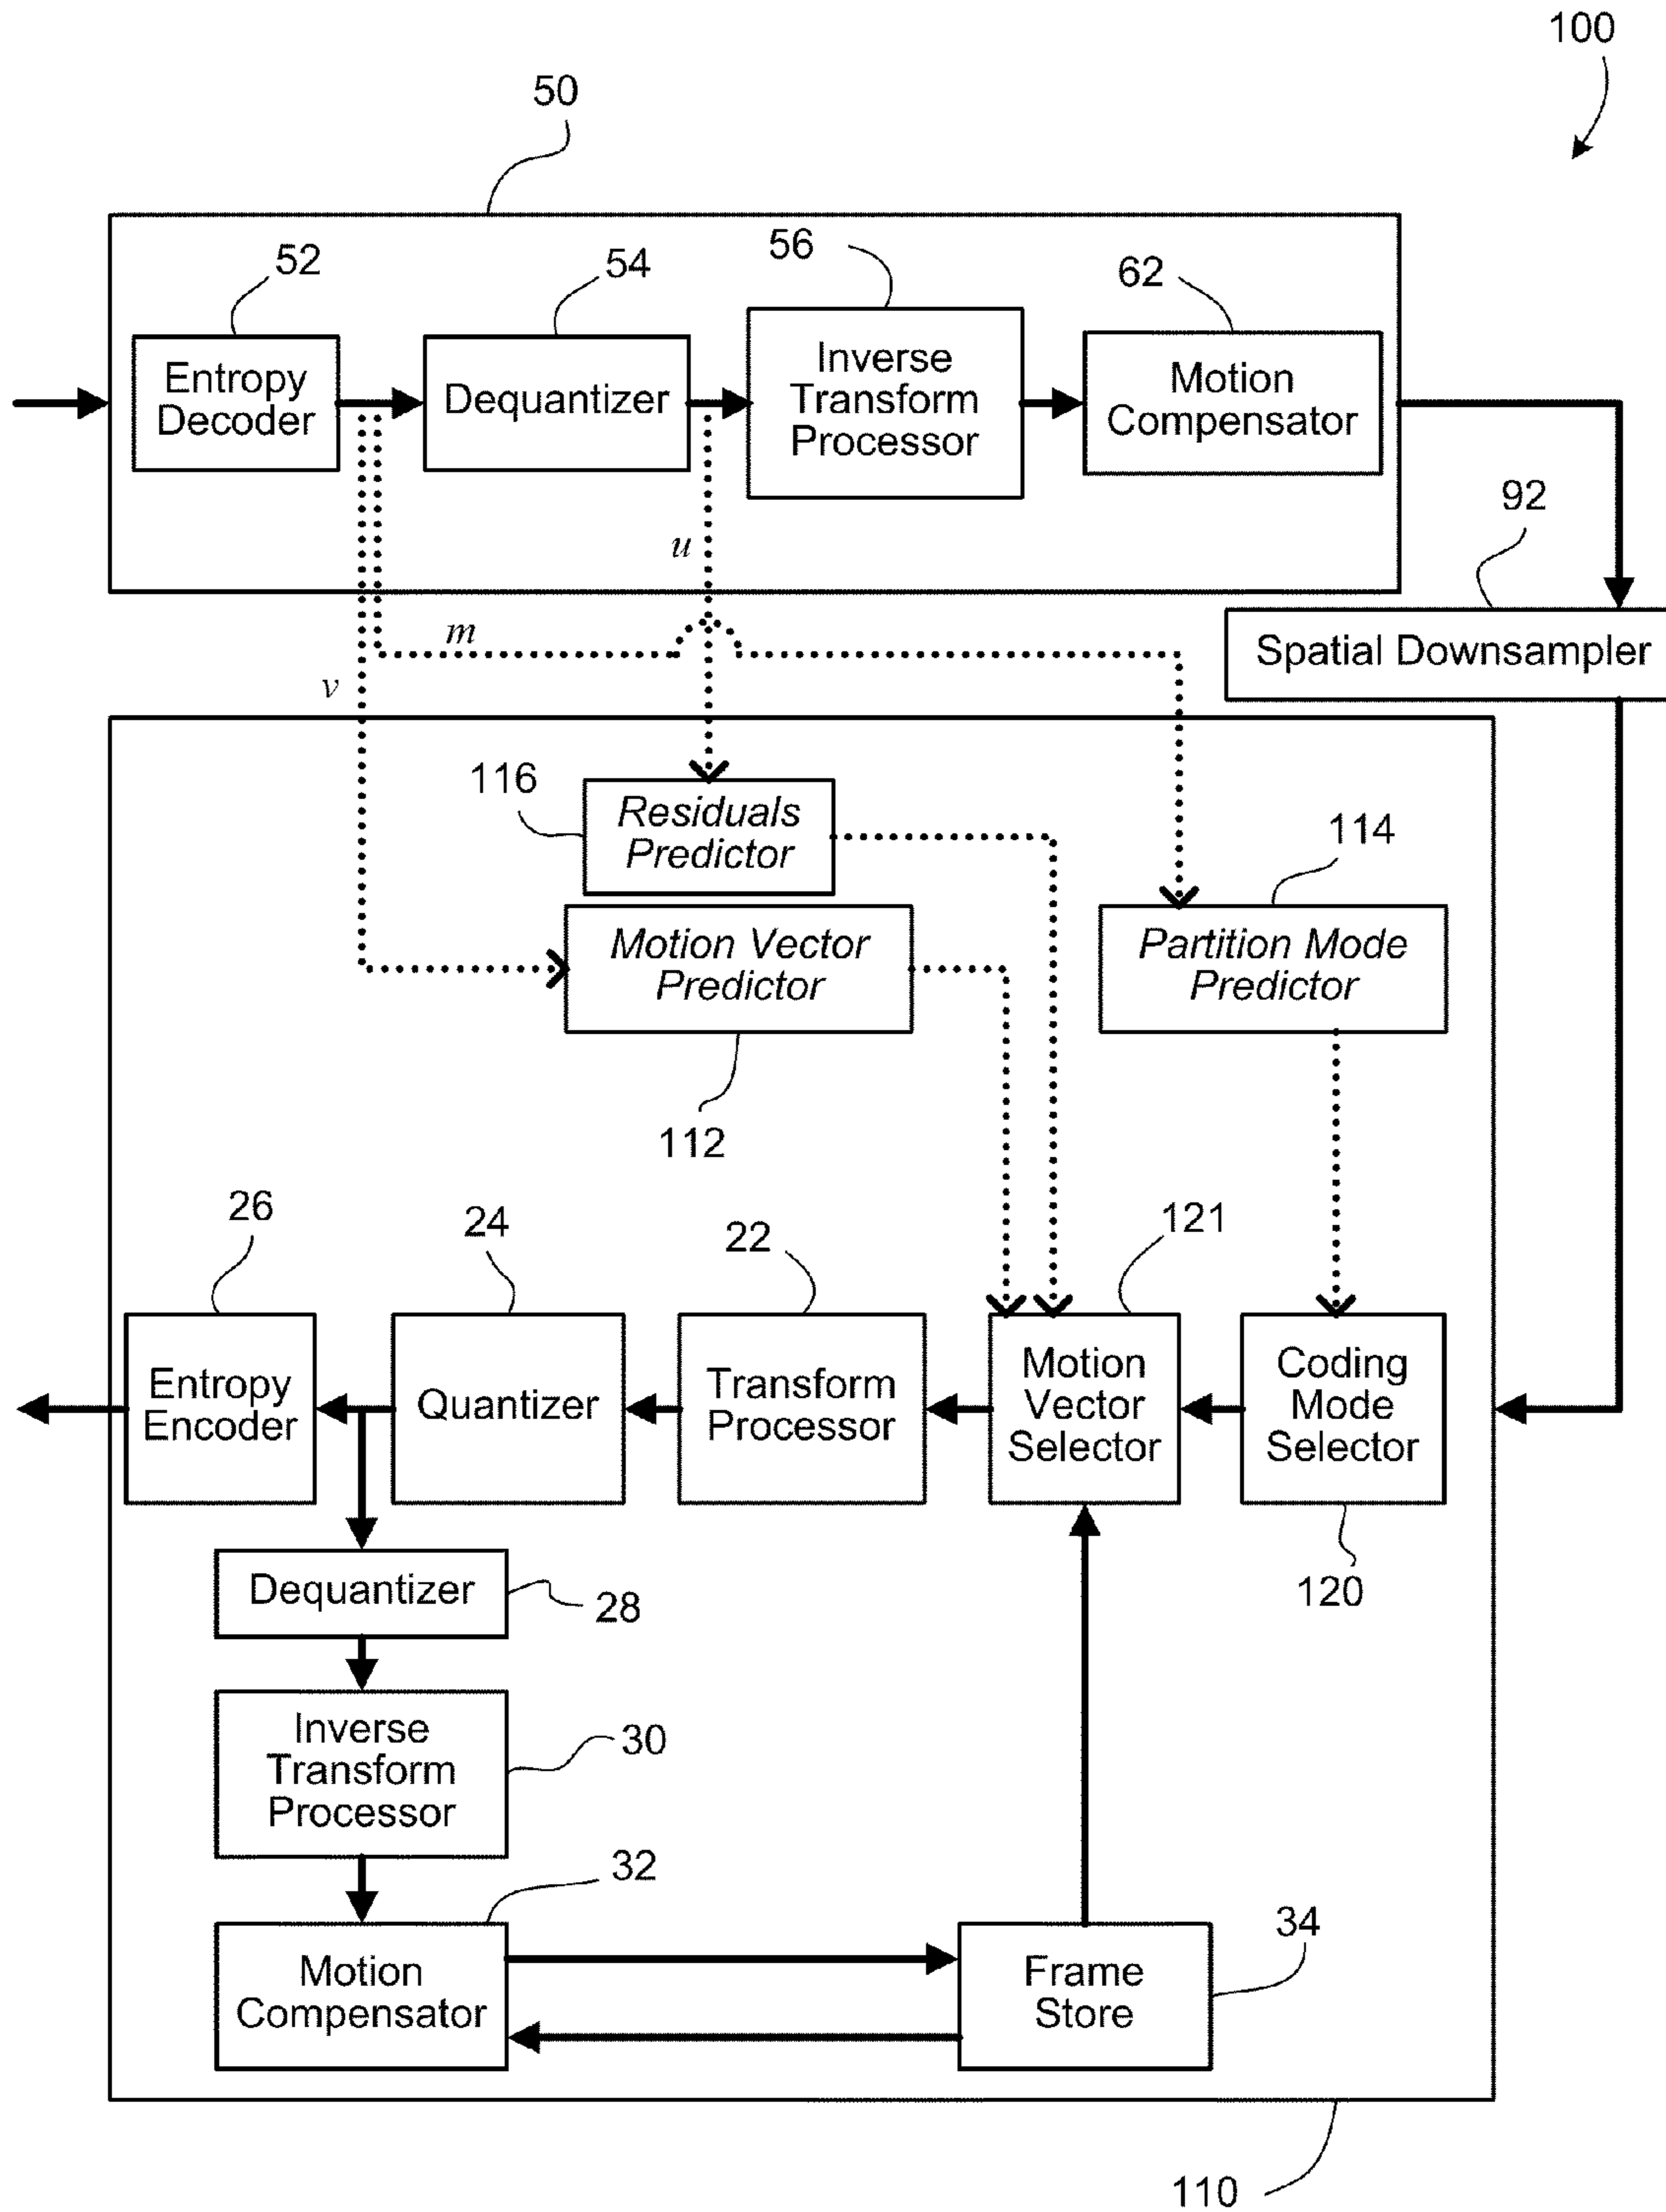 100
50
52
54
56
62
Entropy
Decoder
Dequantizer
Inverse
Transform
Processor
Motion
Compensator
92
u
m
v
Spatial Downsampler
116
Residuals
Predictor
114
Motion Vector
Predictor
Partition Mode
Predictor
112
26
24
22
121
Entropy
Encoder
Quantizer
Transform
Processor
Motion
Vector
Selector
Coding
Mode
Selector
Dequantizer
28
120
Inverse
Transform
Processor
30
32
34
Motion
Compensator
Frame
Store
110